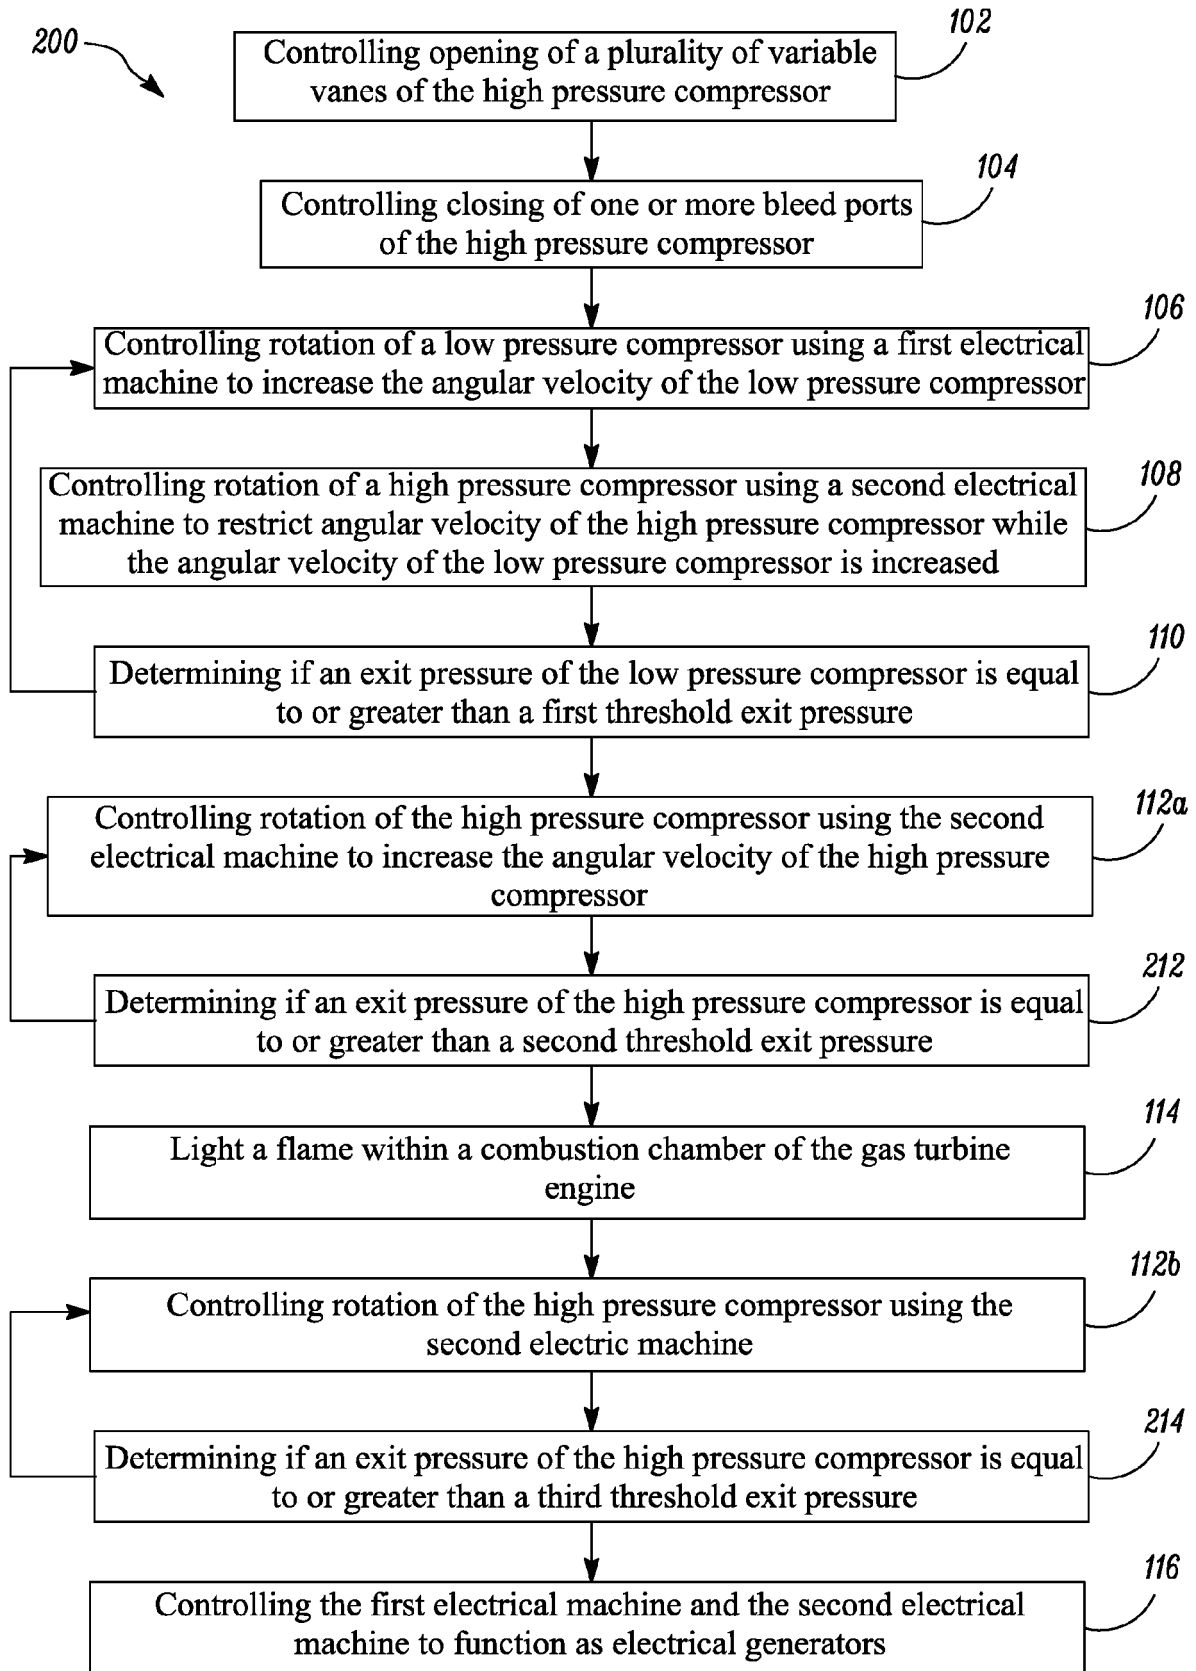 200
102
Controlling opening of a plurality of variable
vanes of the high pressure compressor
104
Controlling closing of one or more bleed ports
of the high pressure compressor
106
Controlling rotation of a low pressure compressor using a first electrical
machine to increase the angular velocity of the low pressure compressor
108
Controlling rotation of a high pressure compressor using a second electrical
machine to restrict angular velocity of the high pressure compressor while
the angular velocity of the low pressure compressor is increased
110
Determining if an exit pressure of the low pressure compressor is equal
to or greater than a first threshold exit pressure
112a
Controlling rotation of the high pressure compressor using the second
electrical machine to increase the angular velocity of the high pressure
compressor
212
Determining if an exit pressure of the high pressure compressor is equal
to or greater than a second threshold exit pressure
114
Light a flame within a combustion chamber of the gas turbine
engine
112b
Controlling rotation of the high pressure compressor using the
second electric machine
214
Determining if an exit pressure of the high pressure compressor is equal
to or greater than a third threshold exit pressure
116
Controlling the first electrical machine and the second electrical
machine to function as electrical generators